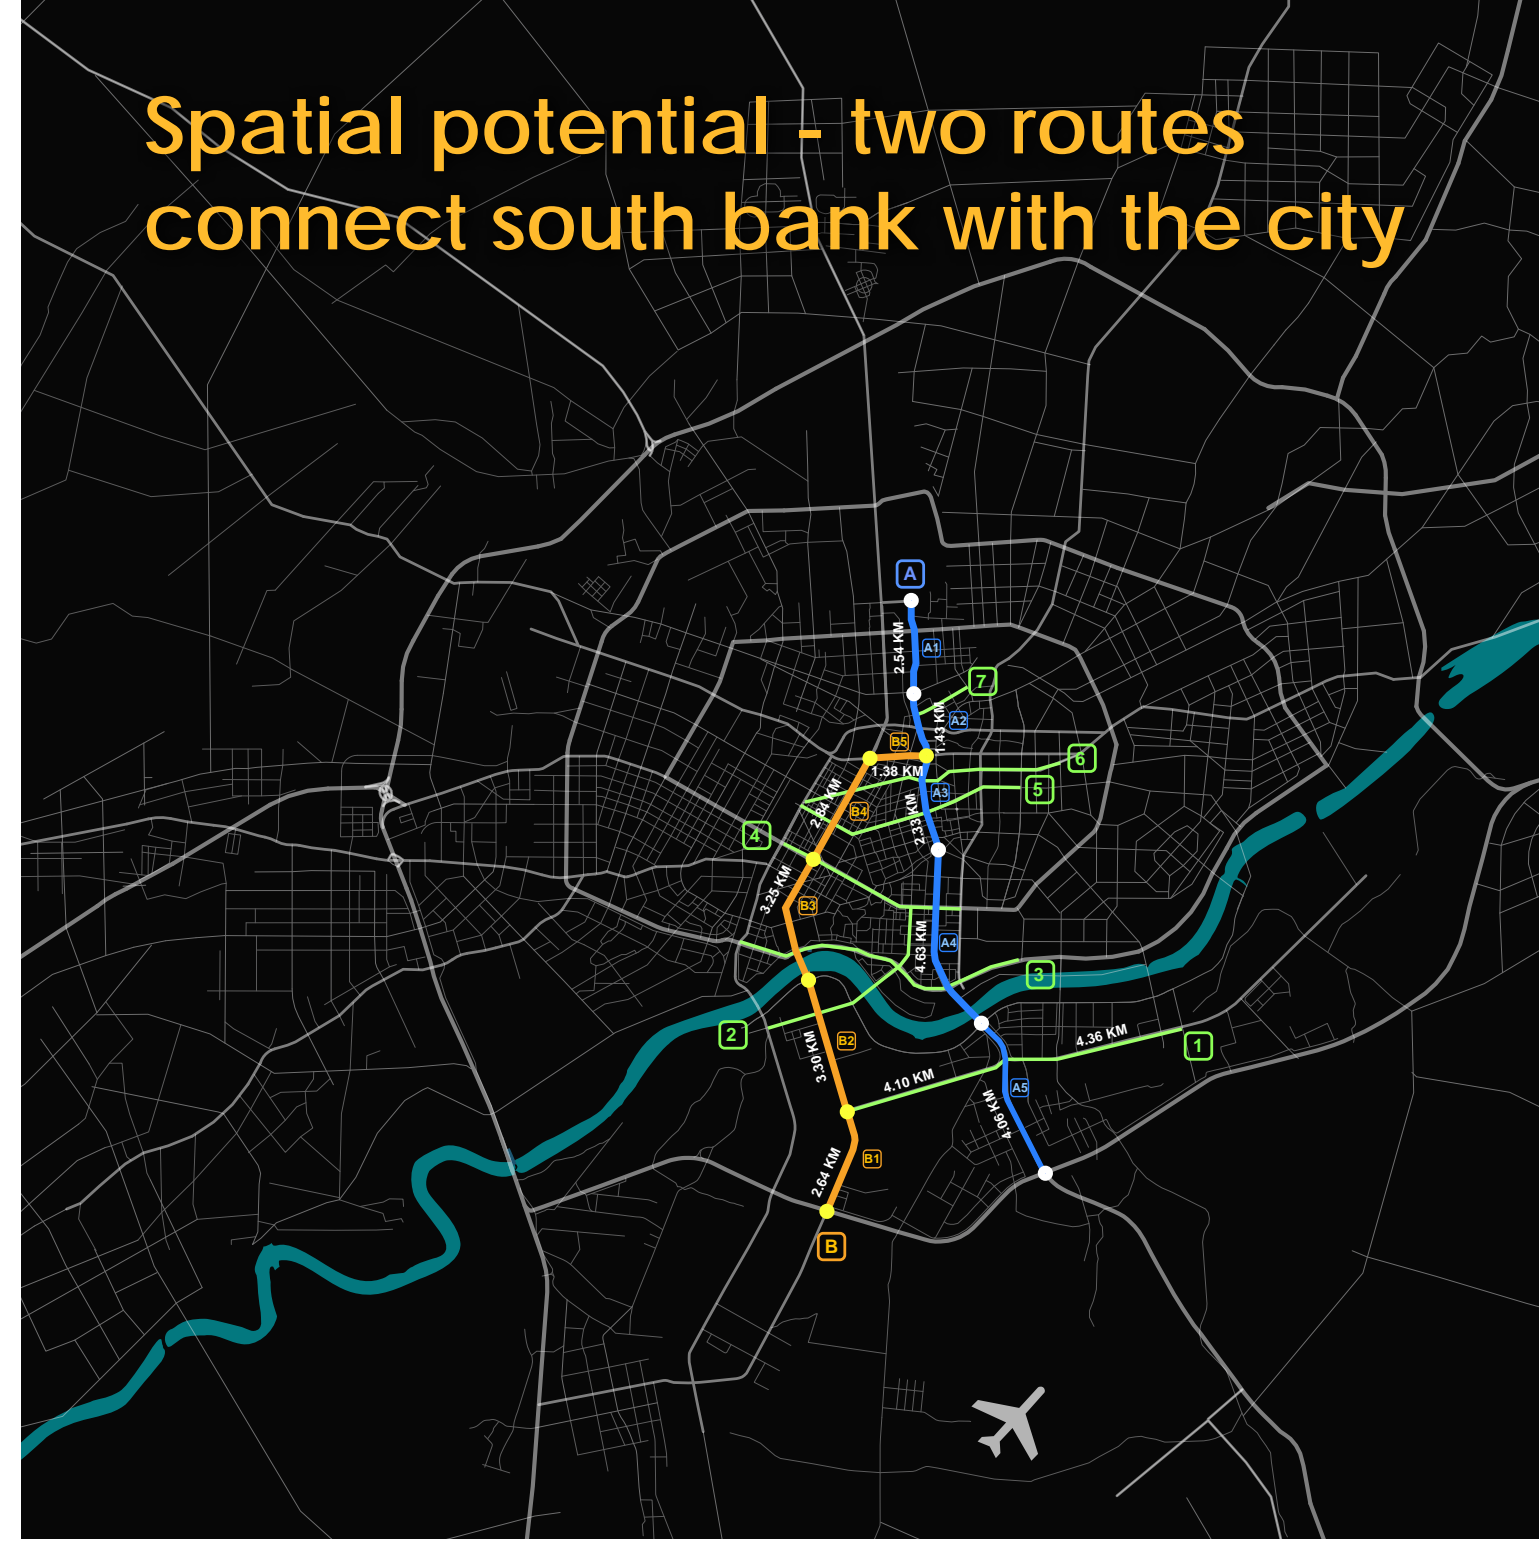 Spatial potential - two routes
connect south bank with the city
A
2.54 KM
A1
7
1.43 KM
A2
B5
6
1.38 KM
5
2.84 KM
A3
B4
2.33 KM
4
3.25 KM
B3
4.63 KM
A4
3
2
3.30 KM
B2
4.36 KM
1
4.10 KM
A5
4.06 KM
2.64 KM
B1
B